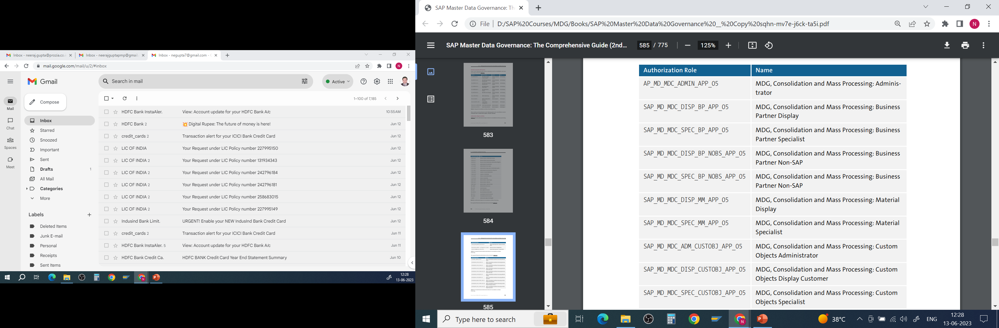 Inbox - neeraj.gupta@prozia.co.
Inbox - neerajguptapmp@gmail.
Inbox - negupta7@gmail.com -
mail.google.com/mail/u/2/#inbox
N
Gmail
Search in mail
Active
Mail
Chat
Spaces
Meet
Compose
Inbox
Starred
Snoozed
Important
Sent
Drafts 1
All Mail
Categories
More
Labels
Deleted Items
Junk E-mail
Personal
Receipts
Sent Items
1–100 of 7,185
HDFC Bank InstaAler. View: Account update for your HDFC Bank A/c 10:55 AM
HDFC Bank 2 💥 Digital Rupee: The future of money is here! Jun 12
credit_cards 2 Transaction alert for your ICICI Bank Credit Card Jun 12
LIC OF INDIA Your Request under LIC Policy number 227995150 Jun 12
LIC OF INDIA 2 Your Request under LIC Policy number 131934343 Jun 12
LIC OF INDIA 2 Your Request under LIC Policy number 242796184 Jun 12
LIC OF INDIA 2 Your Request under LIC Policy number 242796181 Jun 12
LIC OF INDIA 2 Your Request under LIC Policy number 258683015 Jun 12
LIC OF INDIA 2 Your Request under LIC Policy number 227995149 Jun 12
Indusind Bank Limit. URGENT! Enable your NEW IndusInd Bank Credit Card Jun 12
credit_cards 2 Transaction alert for your ICICI Bank Credit Card Jun 11
HDFC Bank InstaAler. 5 View: Account update for your HDFC Bank A/c Jun 11
HDFC Bank Credit Ca. HDFC BANK Credit Card Year End Statement Summary Jun 10
12:28
13-06-2023
SAP Master Data Governance: Th
File D:/SAP%20Courses/MDG/Books/SAP%20Master%20Data%20Governance%20__%20Copy%20sqhn-mv7e-j6ck-ta5i.pdf
N
SAP Master Data Governance: The Comprehensive Guide (2nd... 585 / 775 125%
583
584
585
Authorization Role Name
AP_MD_MDC_ADMIN_APP_05 MDG, Consolidation and Mass Processing: Adminis-
trator
SAP_MD_MDC_DISP_BP_APP_05 MDG, Consolidation and Mass Processing: Business
Partner Display
SAP_MD_MDC_SPEC_BP_APP_05 MDG, Consolidation and Mass Processing: Business
Partner Specialist
SAP_MD_MDC_DISP_BP_NOBS_APP_05 MDG, Consolidation and Mass Processing: Business
Partner Non-SAP
SAP_MD_MDC_SPEC_BP_NOBS_APP_05 MDG, Consolidation and Mass Processing: Business
Partner Non-SAP
SAP_MD_MDC_DISP_MM_APP_05 MDG, Consolidation and Mass Processing: Material
Display
SAP_MD_MDC_SPEC_MM_APP_05 MDG, Consolidation and Mass Processing: Material
Specialist
SAP_MD_MDC_ADM_CUSTOBJ_APP_05 MDG, Consolidation and Mass Processing: Custom
Objects Administrator
SAP_MD_MDC_DISP_CUSTOBJ_APP_05 MDG, Consolidation and Mass Processing: Custom
Objects Display Customer
SAP_MD_MDC_SPEC_CUSTOBJ_APP_05 MDG, Consolidation and Mass Processing: Custom
Objects Specialist
Type here to search
38°C
ENG
12:28
13-06-2023